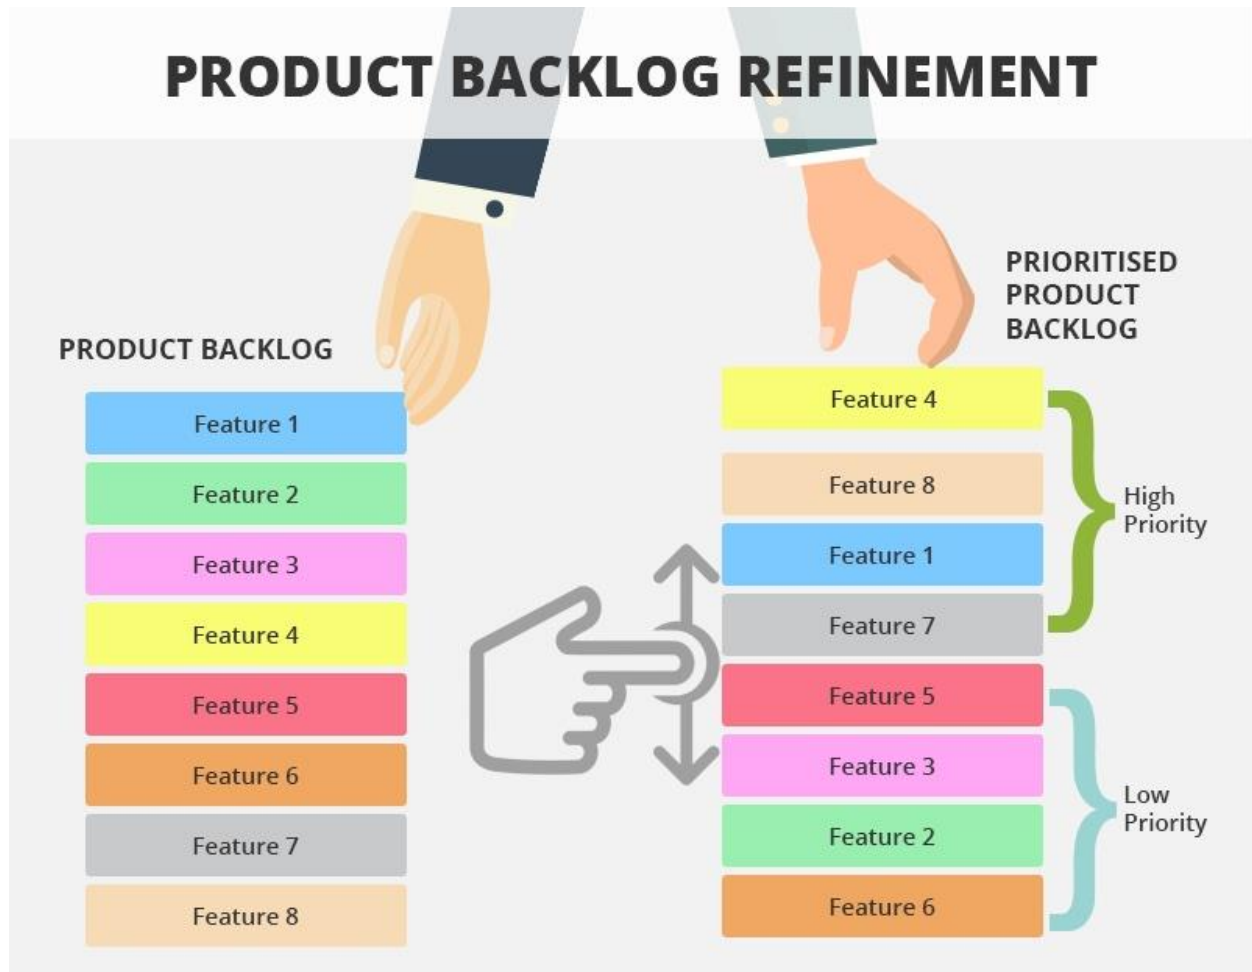 PRODUCT BACKLOG REFINEMENT
PRODUCT BACKLOG
Feature 1
Feature 2
Feature 3
Feature 4
Feature 5
Feature 6
Feature 7
Feature 8
PRIORITISED
PRODUCT
BACKLOG
Feature 4
Feature 8
Feature 1
Feature 7
Feature 5
Feature 3
Feature 2
Feature 6
High
Priority
Low
Priority